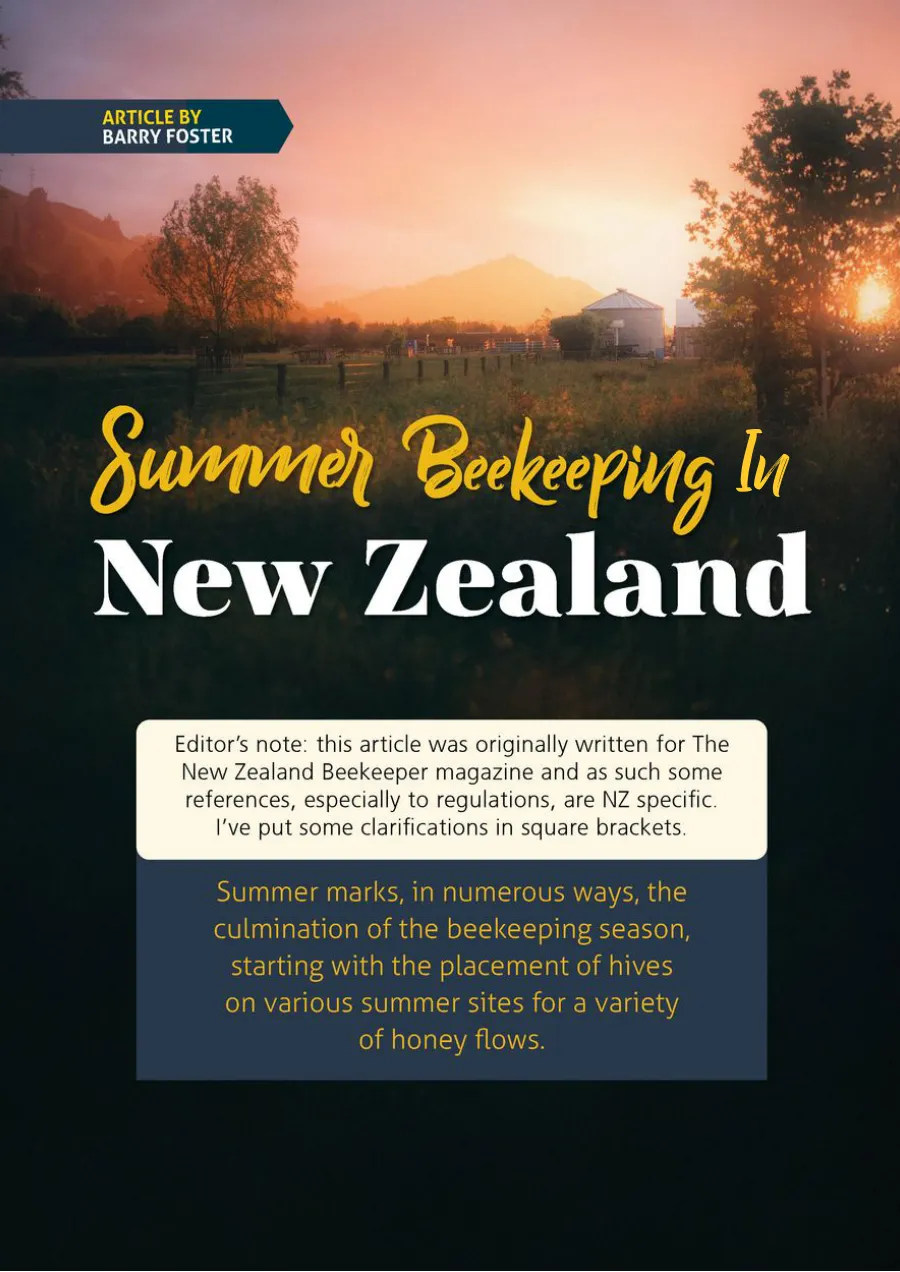 ARTICLE BY
BARRY FOSTER
Summer Beekeeping In
New Zealand
Editor's note: this article was originally written for The
New Zealand Beekeeper magazine and as such some
references, especially to regulations, are NZ specific.
I've put some clarifications in square brackets.
Summer marks, in numerous ways, the
culmination of the beekeeping season,
starting with the placement of hives
on various summer sites for a variety
of honey flows.